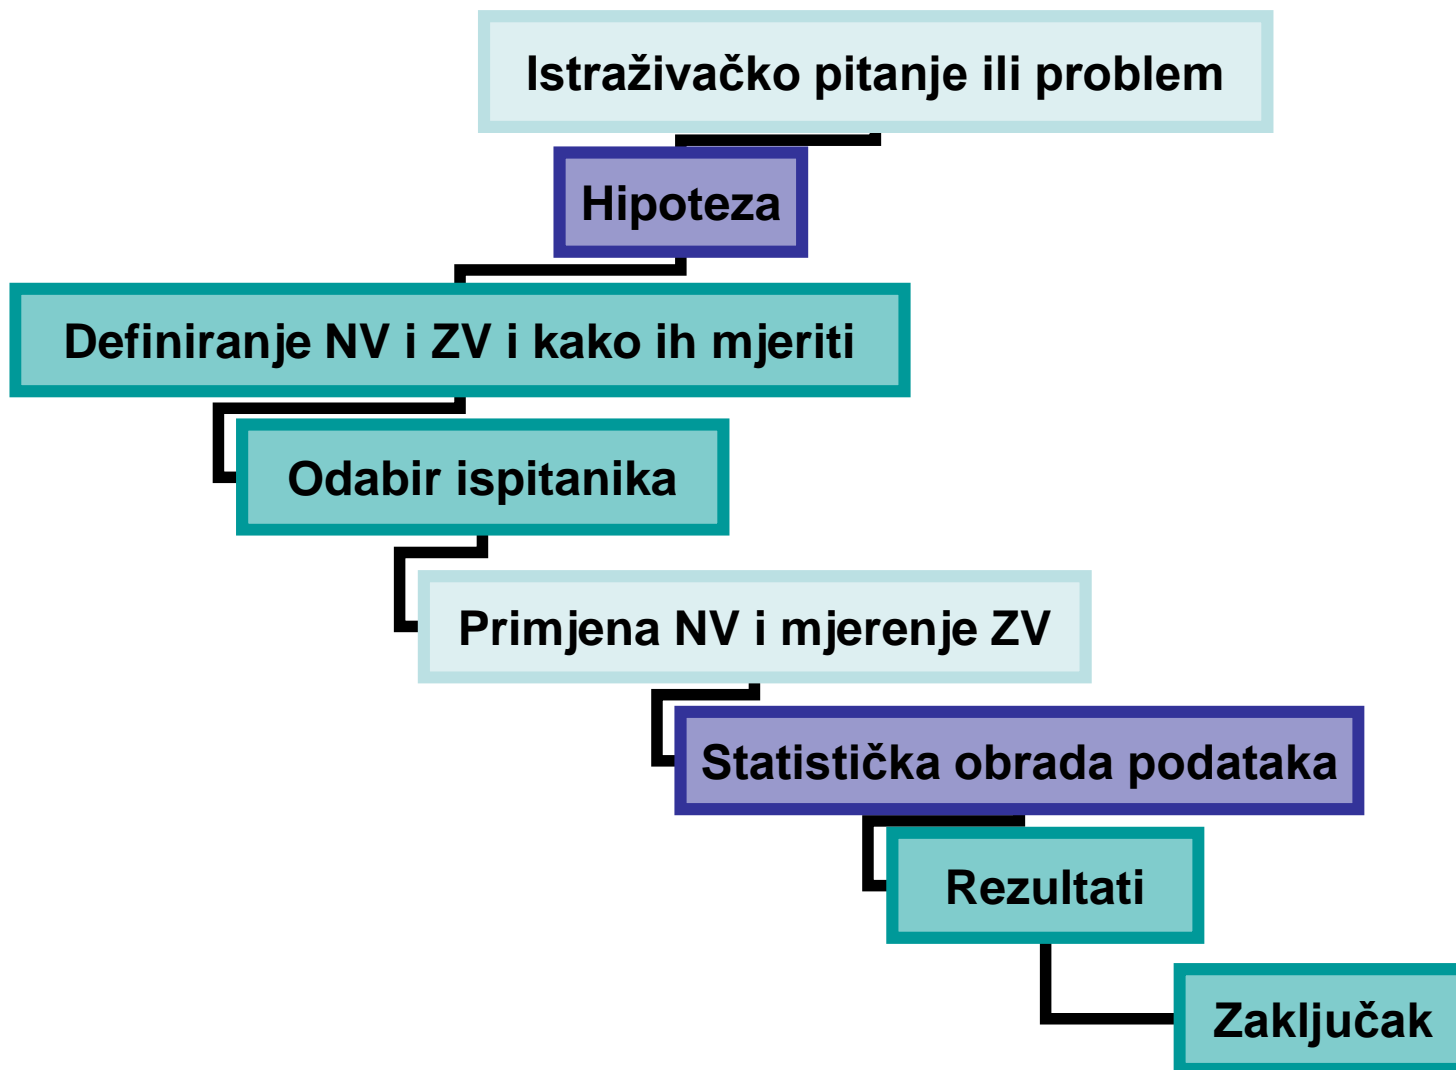 Istraživačko pitanje ili problem
Hipoteza
Definiranje NV i ZV i kako ih mjeriti
Odabir ispitanika
Primjena NV i mjerenje ZV
Statistička obrada podataka
Rezultati
Zaključak